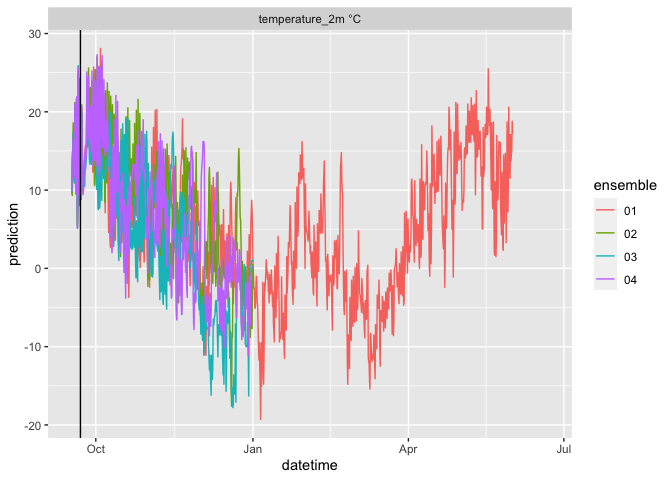 temperature_2m °C
30
20
10
0
-10
-20
prediction
Oct
Jan
Apr
Jul
datetime
ensemble
01
02
03
04